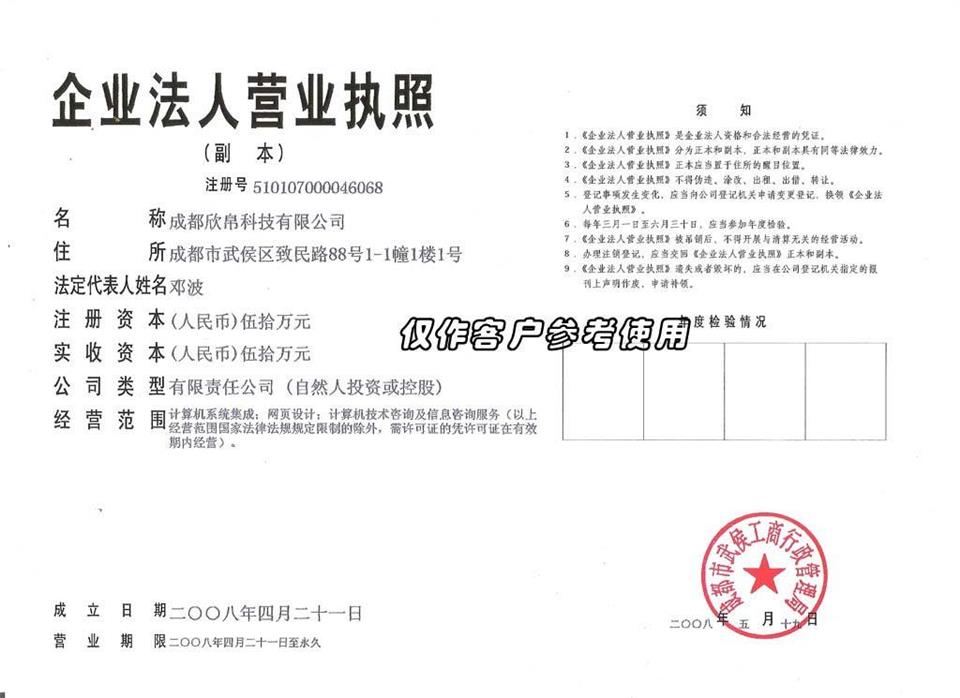 企业法人营业执照
（副 本）
注册号 510107000046068
名 称 成都欣帛科技有限公司
住 所 成都市武侯区致民路88号1-1幢1楼1号
法定代表人姓名 邓波
注 册 资 本 (人民币)伍拾万元
实 收 资 本 (人民币)伍拾万元
公 司 类 型 有限责任公司（自然人投资或控股）
经 营 范 围 计算机系统集成；网页设计；计算机技术咨询及信息咨询服务（以上
经营范围国家法律法规规定限制的除外，需许可证的凭许可证在有效
期内经营）。
成 立 日 期 二〇〇八年四月二十一日
营 业 期 限 二〇〇八年四月二十一日至永久
须 知
1．《企业法人营业执照》是企业法人资格和合法经营的凭证。
2．《企业法人营业执照》分为正本和副本，正本和副本具有同等法律效力。
3．《企业法人营业执照》正本应当置于住所的醒目位置。
4．《企业法人营业执照》不得伪造、涂改、出租、出借、转让。
5．登记事项发生变化，应当向公司登记机关申请变更登记，换领《企业法
人营业执照》。
6．每年三月一日至六月三十日，应当参加年度检验。
7．《企业法人营业执照》被吊销后，不得开展与清算无关的经营活动。
8．办理注销登记，应当交回《企业法人营业执照》正本和副本。
9．《企业法人营业执照》遗失或者毁坏的，应当在公司登记机关指定的报
刊上声明作废，申请补领。
仅作客户参考使用
年度检验情况
成都市武侯工商行政管理局
二〇〇八 年 五 月 十九 日